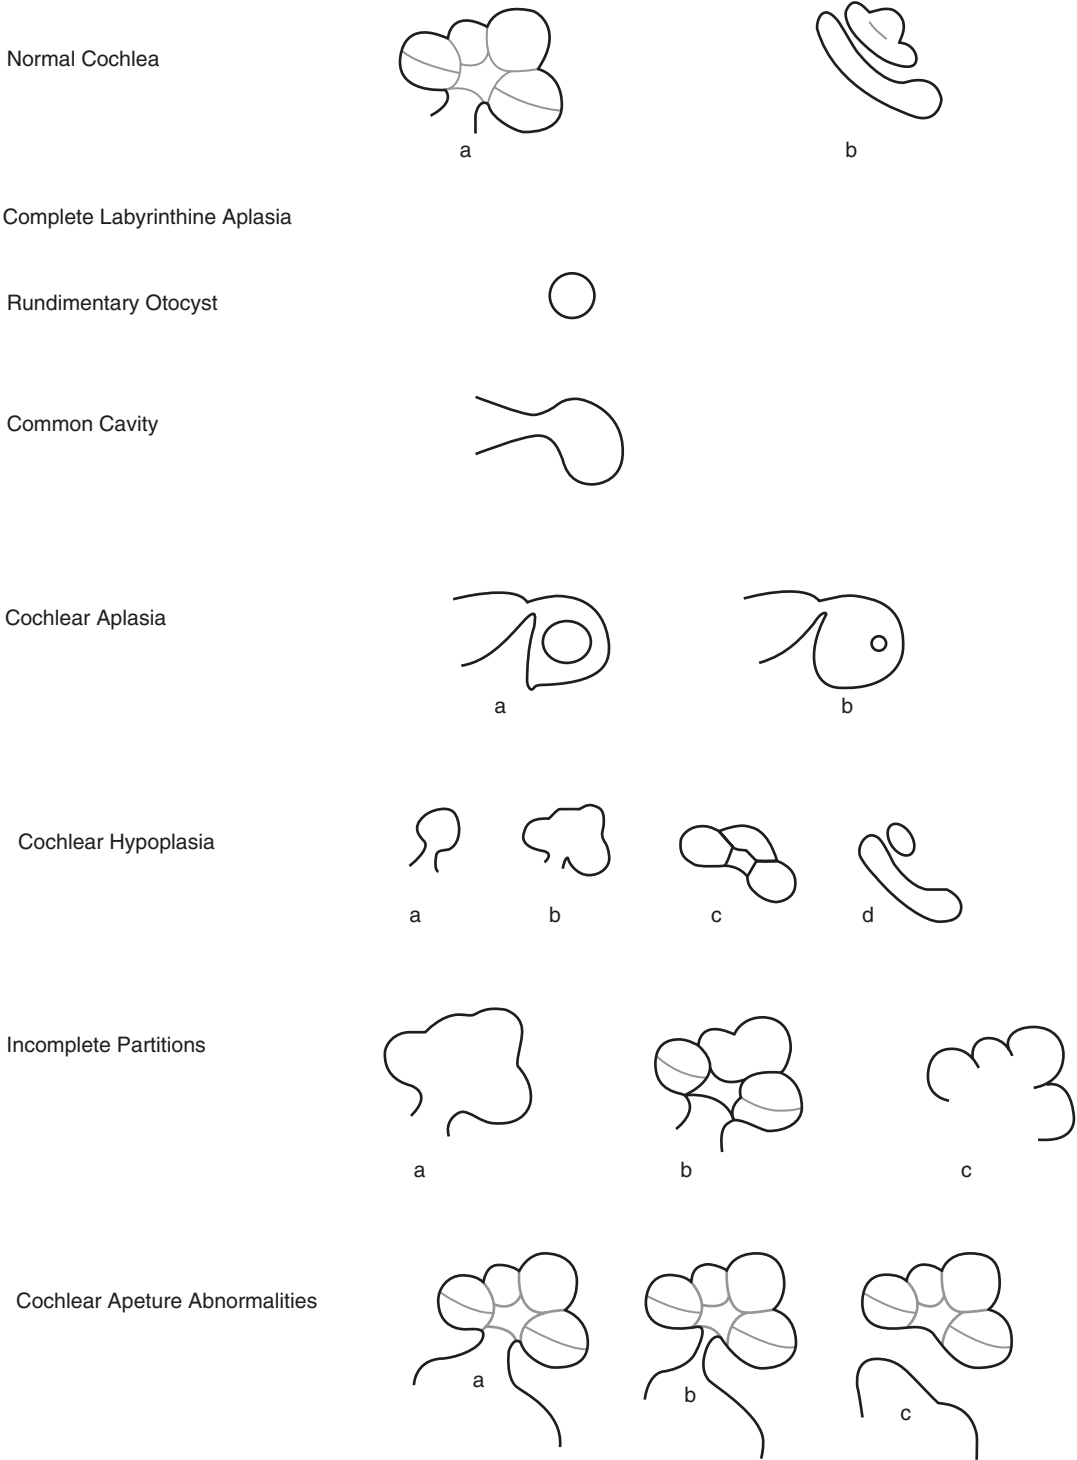 Normal Cochlea
a
b
Complete Labyrinthine Aplasia
Rundimentary Otocyst
Common Cavity
Cochlear Aplasia
a
b
Cochlear Hypoplasia
a
b
c
d
Incomplete Partitions
a
b
c
Cochlear Apeture Abnormalities
a
b
c